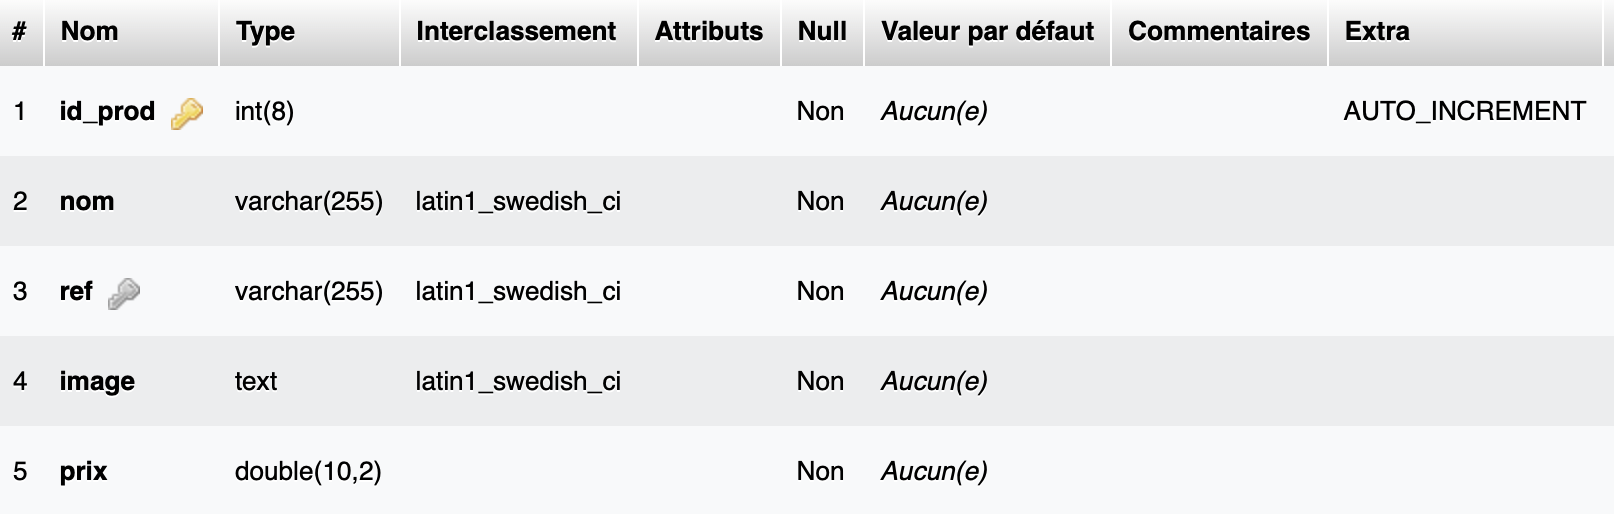 # Nom Type Interclassement Attributs Null Valeur par défaut Commentaires Extra
1 id_prod int(8) Non Aucun(e) AUTO_INCREMENT
2 nom varchar(255) latin1_swedish_ci Non Aucun(e)
3 ref varchar(255) latin1_swedish_ci Non Aucun(e)
4 image text latin1_swedish_ci Non Aucun(e)
5 prix double(10,2) Non Aucun(e)